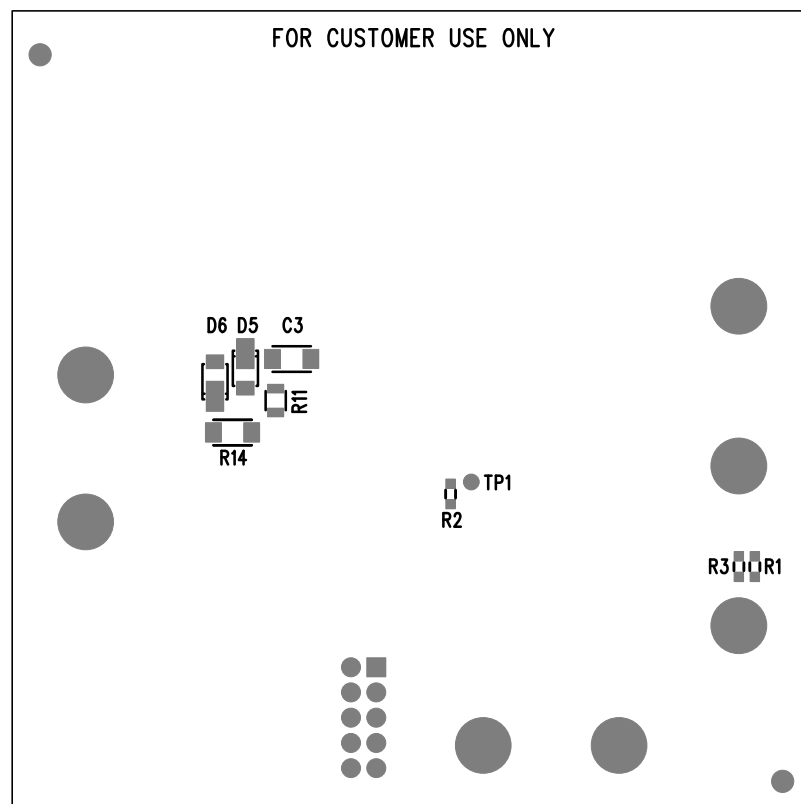 FOR CUSTOMER USE ONLY
D6 D5 C3
R11
R14
TP1
R2
R3 R1